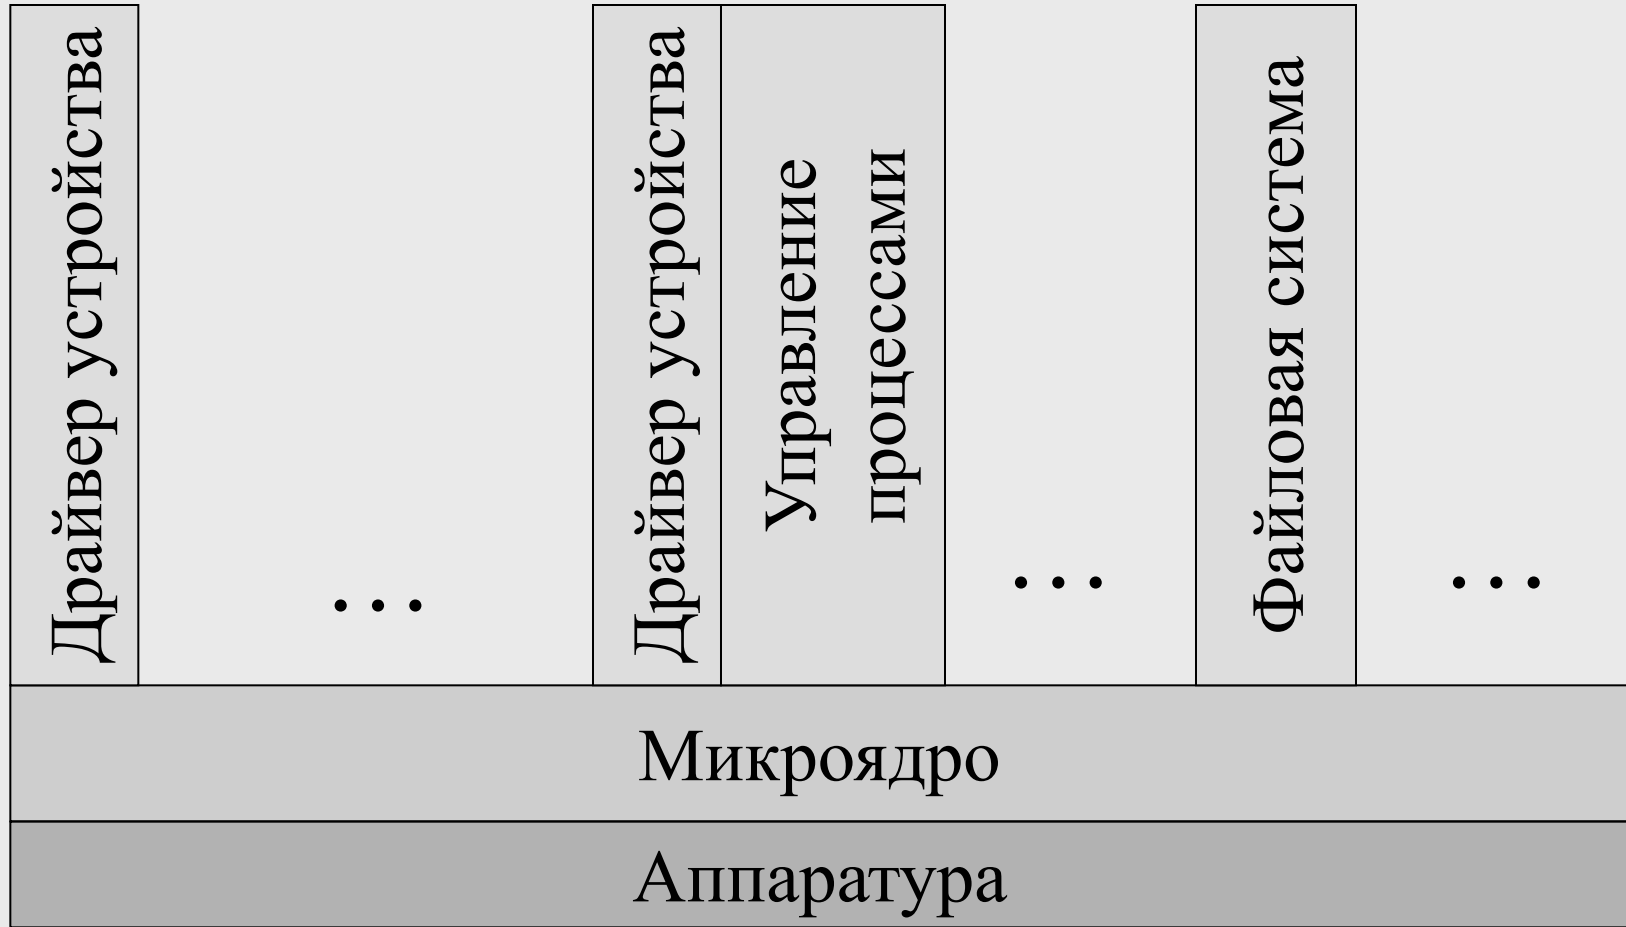 Драйвер устройства
...
Драйвер устройства
Управление
процессами
...
Файловая система
...
Микроядро
Аппаратура